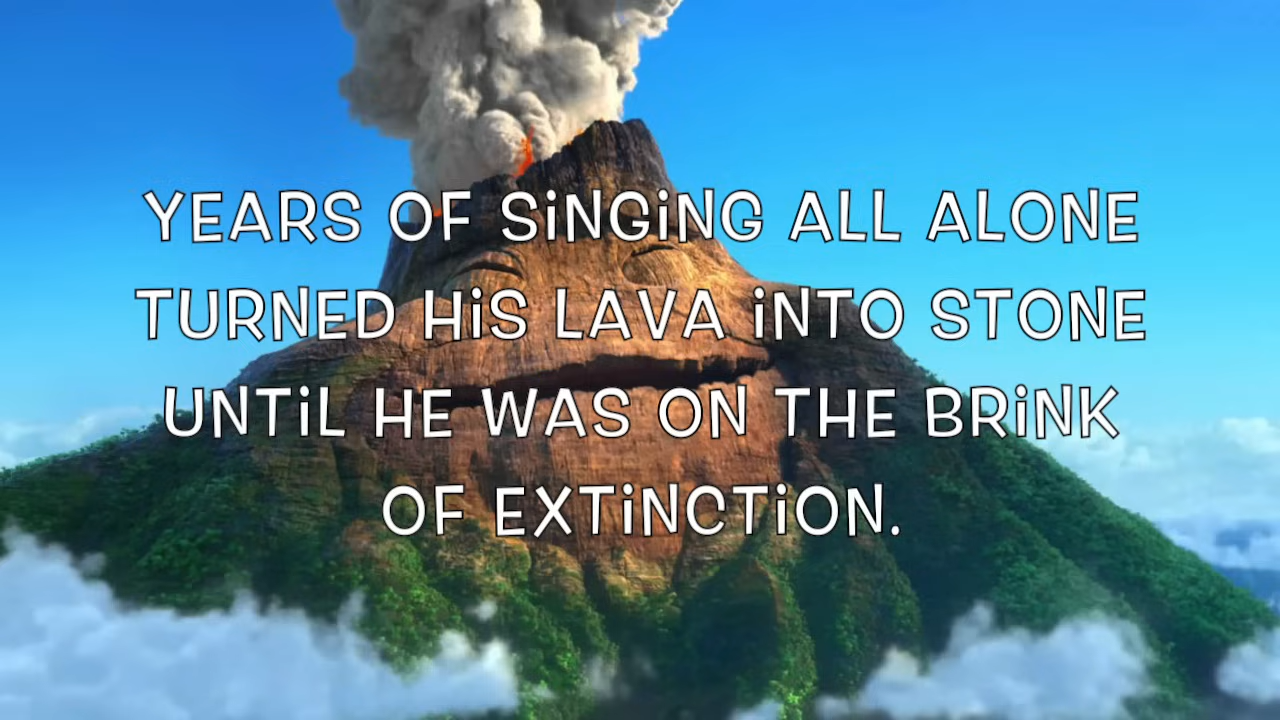 YEARS OF SiNGiNG ALL ALONE
TURNED HiS LAVA iNTO STONE
UNTiL HE WAS ON THE BRiNK
OF EXTiNCTiON.